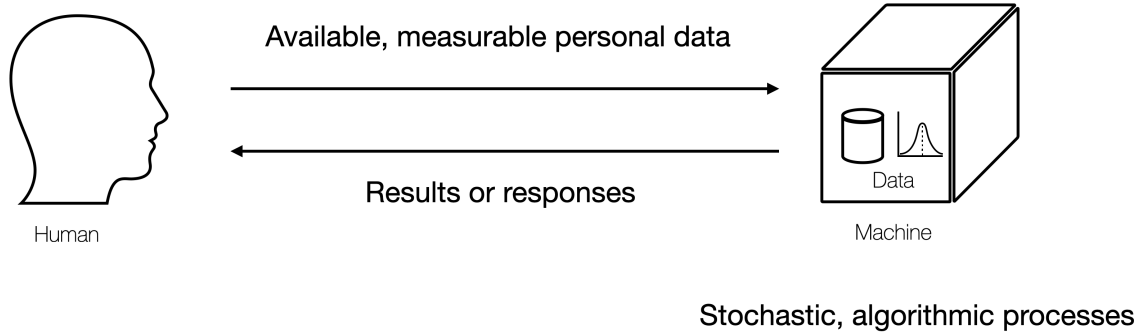 Available, measurable personal data
Results or responses
Data
Human
Machine
Stochastic, algorithmic processes